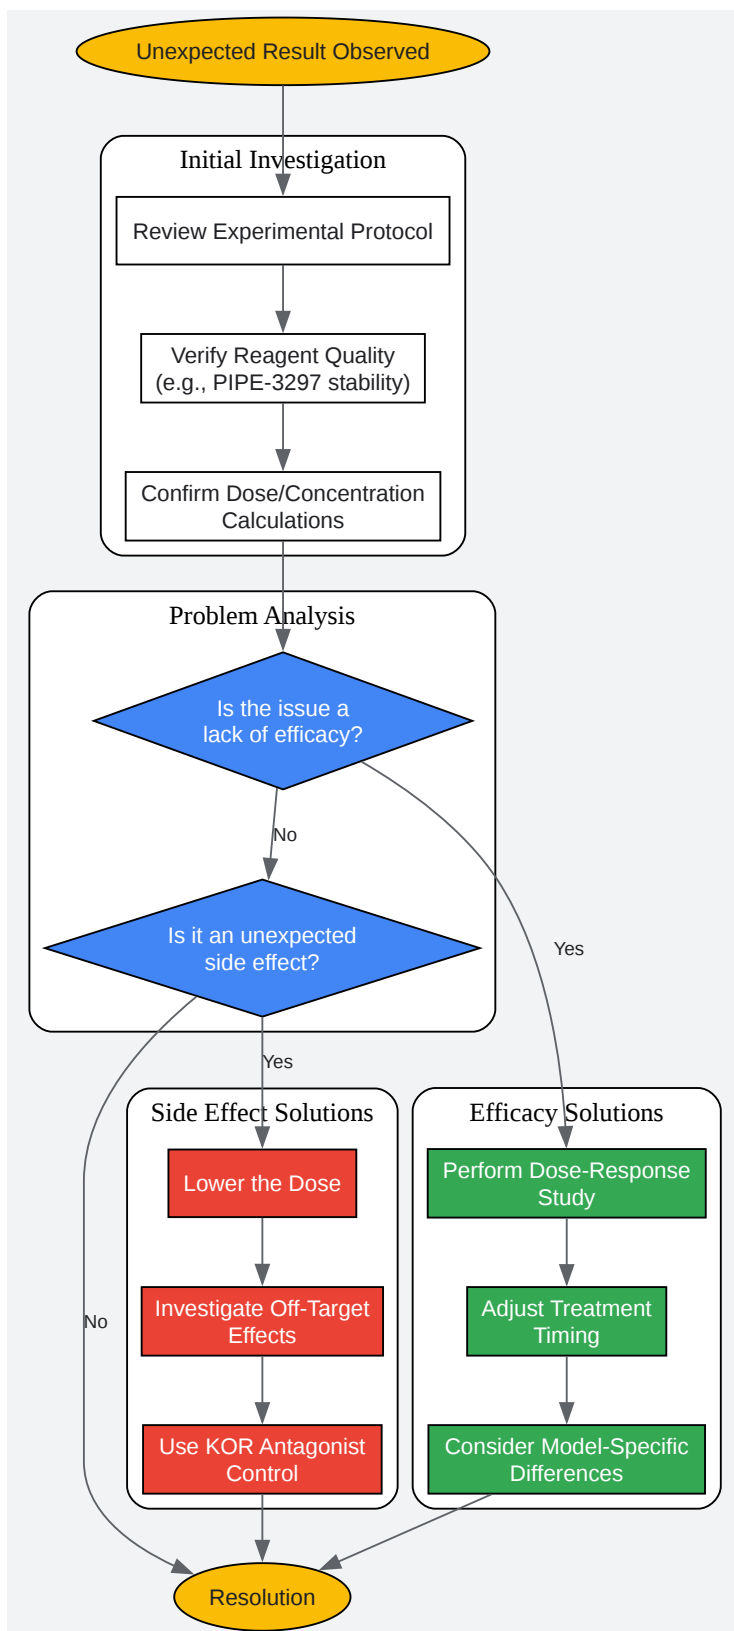 Unexpected Result Observed
Initial Investigation
Review Experimental Protocol
Verify Reagent Quality
(e.g., PIPE-3297 stability)
Confirm Dose/Concentration
Calculations
Problem Analysis
Is the issue a
lack of efficacy?
No
Is it an unexpected
side effect?
Yes
Yes
Side Effect Solutions
Efficacy Solutions
Lower the Dose
Perform Dose-Response
Study
Investigate Off-Target
Effects
Adjust Treatment
Timing
No
Use KOR Antagonist
Control
Consider Model-Specific
Differences
Resolution